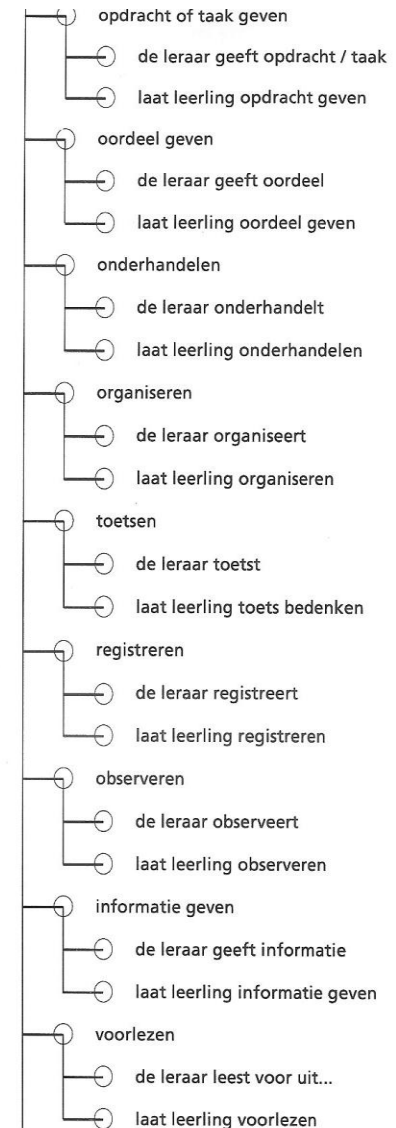 opdracht of taak geven
de leraar geeft opdracht / taak
laat leerling opdracht geven
oordeel geven
de leraar geeft oordeel
laat leerling oordeel geven
onderhandelen
de leraar onderhandelt
laat leerling onderhandelen
organiseren
de leraar organiseert
laat leerling organiseren
toetsen
de leraar toetst
laat leerling toets bedenken
registreren
de leraar registreert
laat leerling registreren
observeren
de leraar observeert
laat leerling observeren
informatie geven
de leraar geeft informatie
laat leerling informatie geven
voorlezen
de leraar leest voor uit...
laat leerling voorlezen